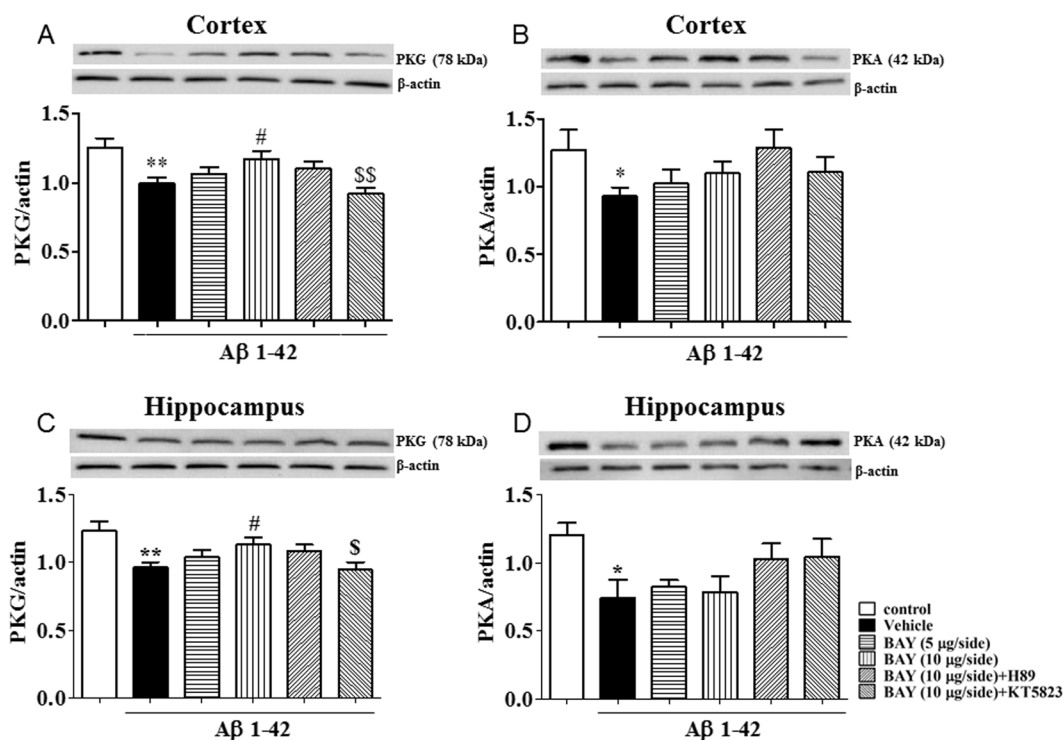 A
Cortex
PKG (78 kDa)
β-actin
PKG/actin
1.5
1.0
0.5
0.0
**
#
$$
Aβ 1-42
B
Cortex
PKA (42 kDa)
β-actin
PKA/actin
1.5
1.0
0.5
0.0
*
Aβ 1-42
C
Hippocampus
PKG (78 kDa)
β-actin
PKG/actin
1.5
1.0
0.5
0.0
**
#
$
Aβ 1-42
D
Hippocampus
PKA (42 kDa)
β-actin
PKA/actin
1.5
1.0
0.5
0.0
*
Aβ 1-42
control
Vehicle
BAY (5 μg/side)
BAY (10 μg/side)
BAY (10 μg/side)+H89
BAY (10 μg/side)+KT5823